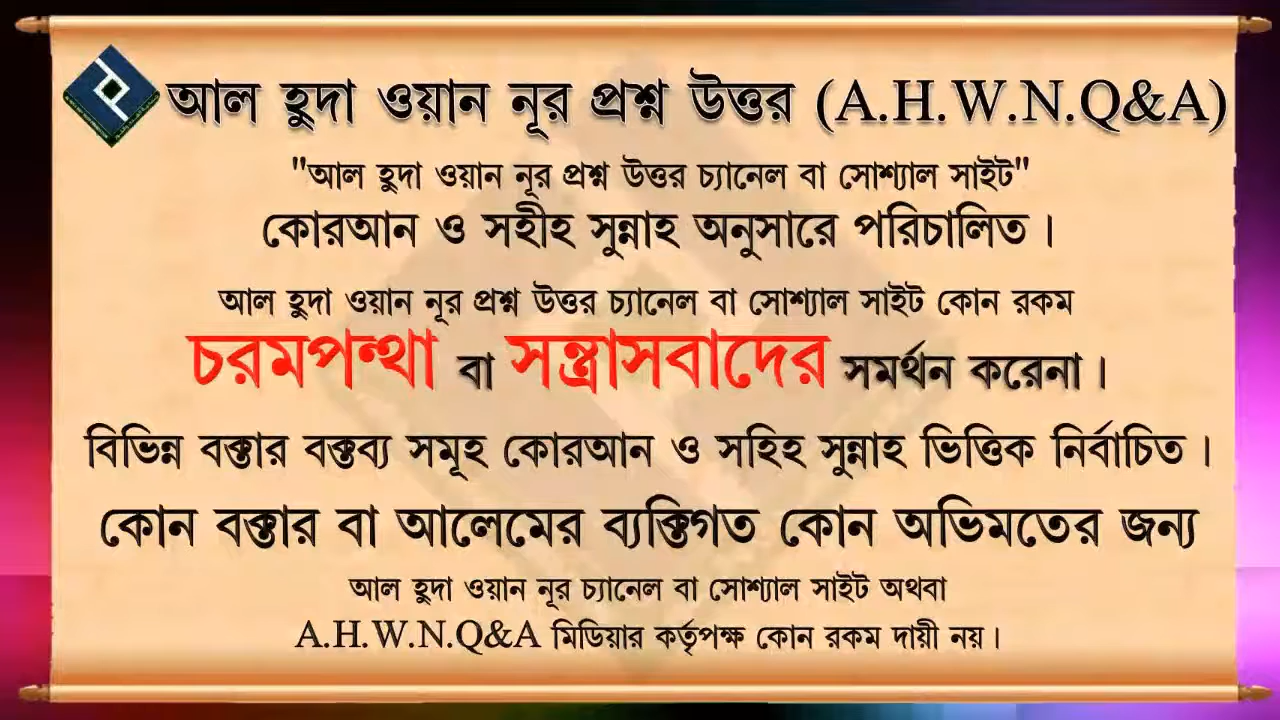 আল হুদা ওয়ান নূর প্রশ্ন উত্তর (A.H.W.N.Q&A)
"আল হুদা ওয়ান নূর প্রশ্ন উত্তর চ্যানেল বা সোশ্যাল সাইট"
কোরআন ও সহীহ সুন্নাহ অনুসারে পরিচালিত।
আল হুদা ওয়ান নূর প্রশ্ন উত্তর চ্যানেল বা সোশ্যাল সাইট কোন রকম
চরমপন্থা বা সন্ত্রাসবাদের সমর্থন করেনা।
বিভিন্ন বক্তার বক্তব্য সমূহ কোরআন ও সহিহ সুন্নাহ ভিত্তিক নির্বাচিত।
কোন বক্তার বা আলেমের ব্যক্তিগত কোন অভিমতের জন্য
আল হুদা ওয়ান নূর চ্যানেল বা সোশ্যাল সাইট অথবা
A.H.W.N.Q&A মিডিয়ার কর্তৃপক্ষ কোন রকম দায়ী নয়।